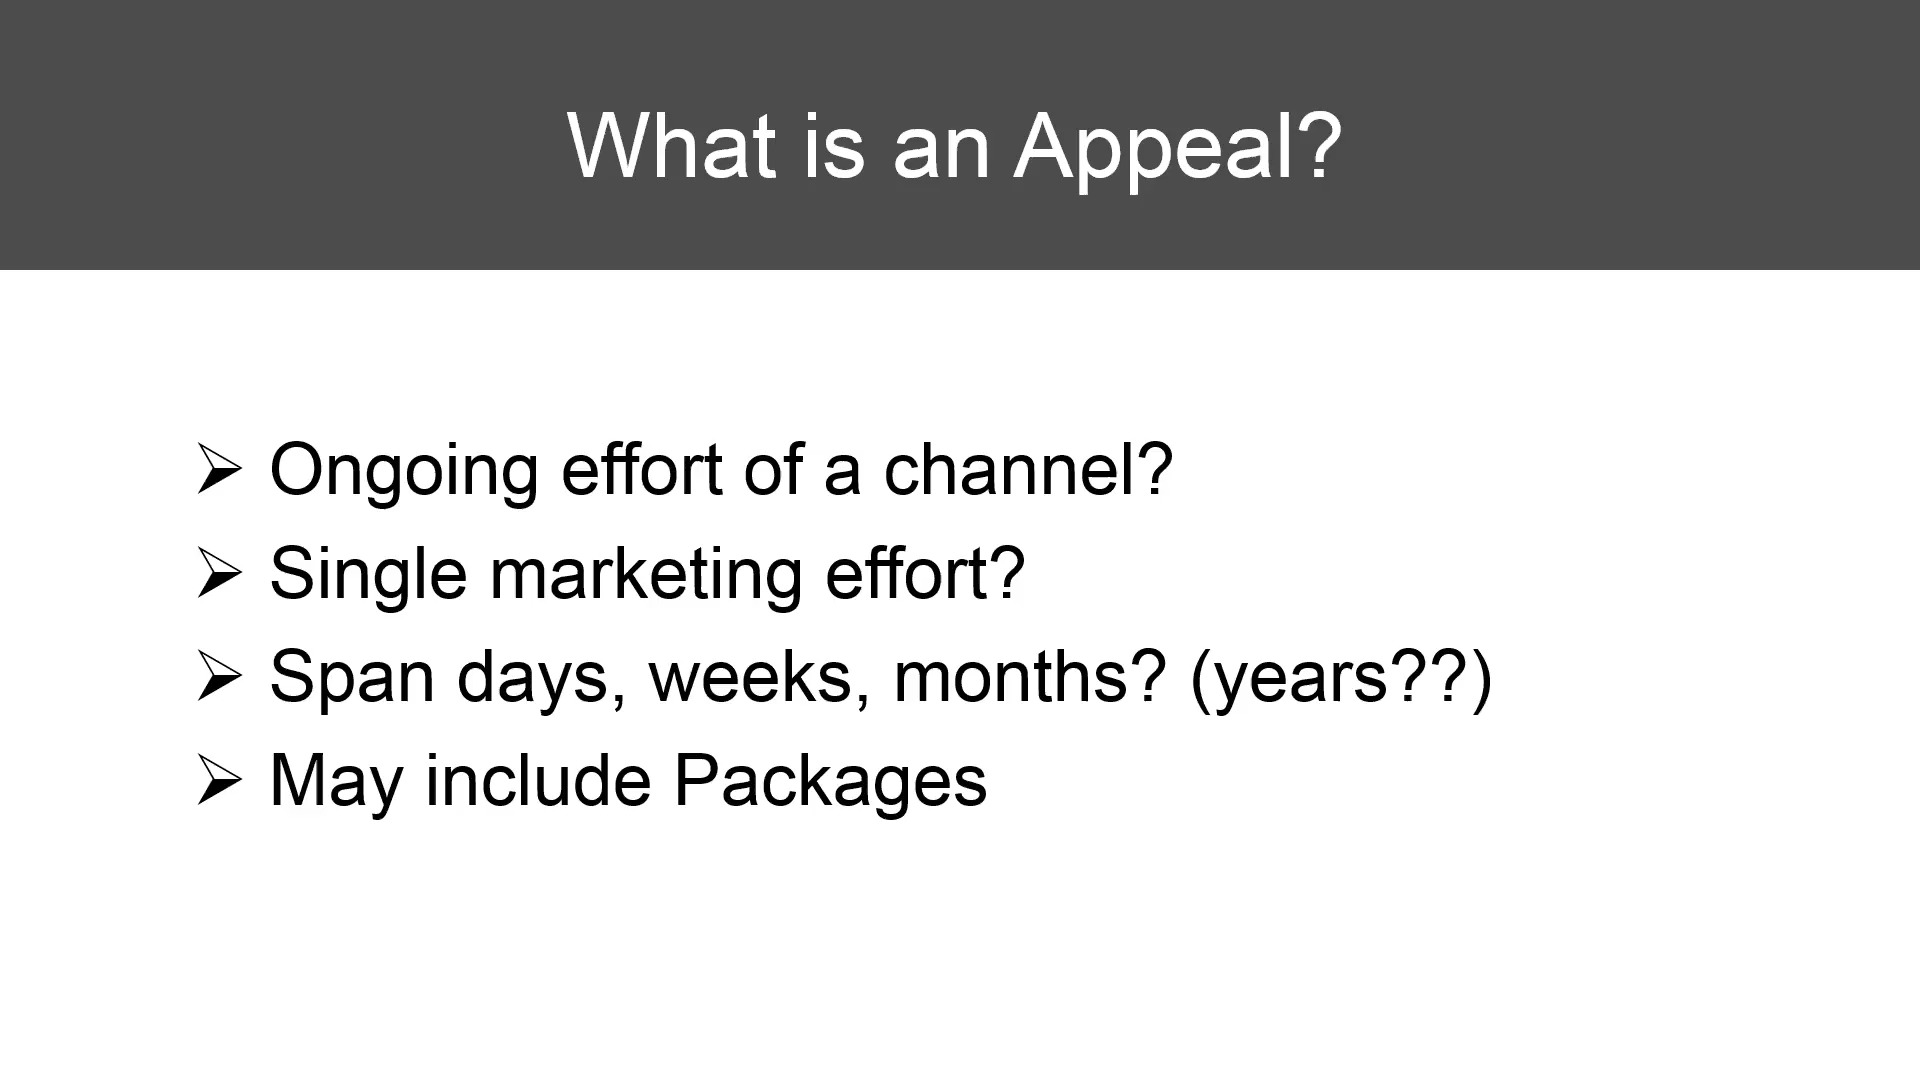 What is an Appeal?
➢ Ongoing effort of a channel?
➢ Single marketing effort?
➢ Span days, weeks, months? (years??)
➢ May include Packages